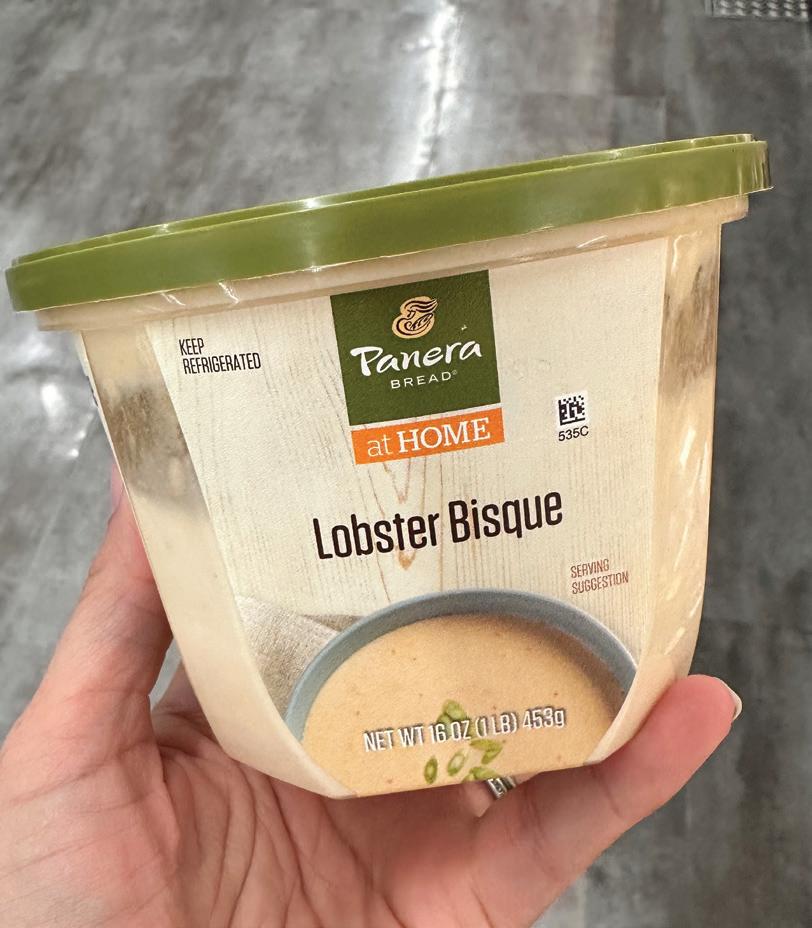 KEEP
REFRIGERATED
Panera
BREAD®
at HOME
535C
Lobster Bisque
SERVING
SUGGESTION
NET WT 16 OZ (1 LB) 453g